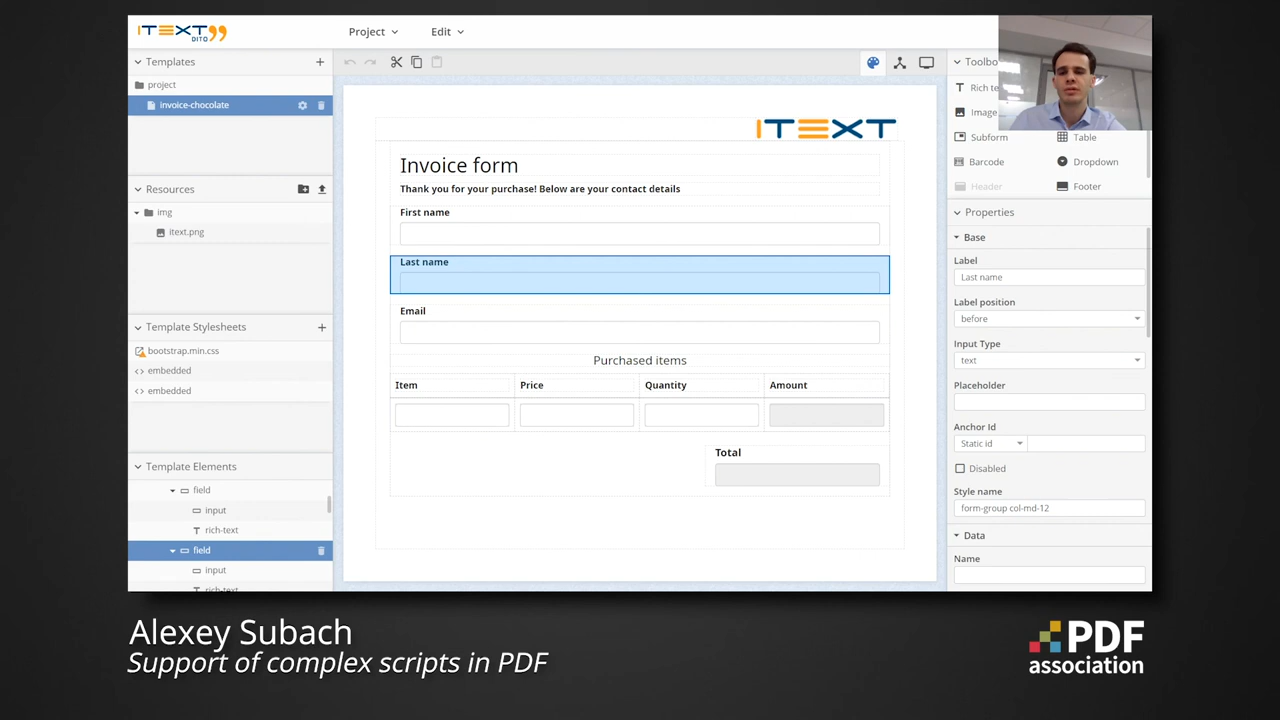 ITEXT
DITO
Project
Edit
Templates
project
invoice-chocolate
Resources
img
itext.png
Template Stylesheets
bootstrap.min.css
embedded
embedded
Template Elements
field
input
rich-text
field
input
rich-text
ITEXT
Invoice form
Thank you for your purchase! Below are your contact details
First name
Last name
Email
Purchased items
Item Price Quantity Amount
Total
Rich
Image
Subform Table
Barcode Dropdown
Header Footer
Properties
Base
Label
Last name
Label position
before
Input Type
text
Placeholder
Anchor Id
Static id
Disabled
Style name
form-group col-md-12
Data
Name
Alexey Subach
Support of complex scripts in PDF
PDF
association